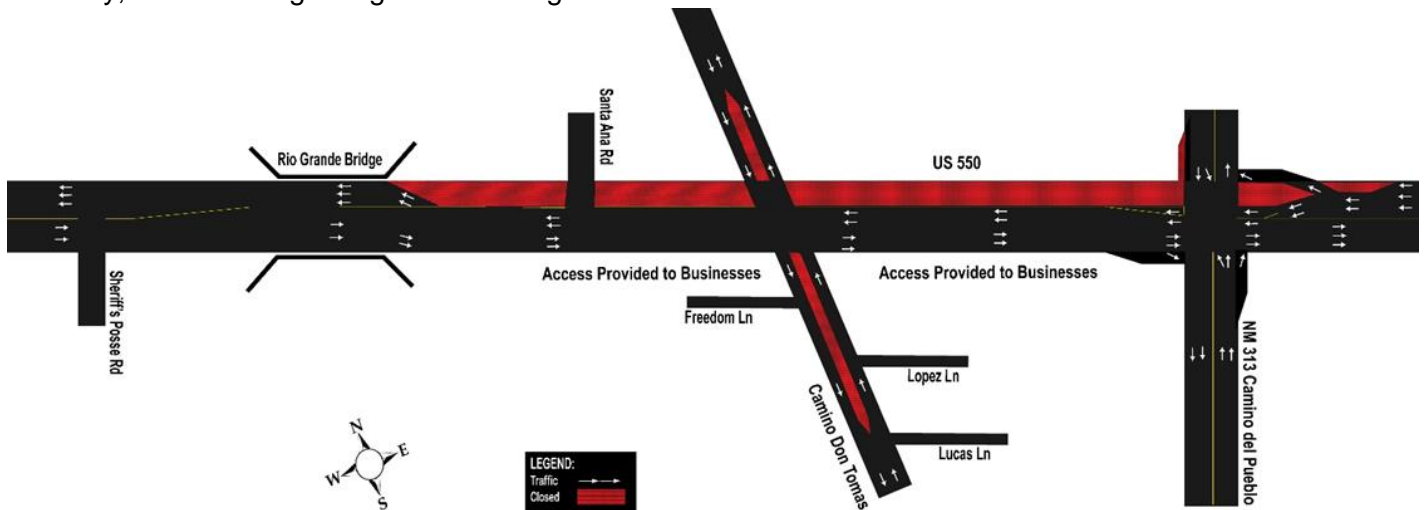 Rio Grande Bridge
Santa Ana Rd
US 550
Access Provided to Businesses
Access Provided to Businesses
Sheriff's Posse Rd
Freedom Ln
Lopez Ln
Lucas Ln
Camino Don Tomas
NM 313 Camino del Pueblo
N
E
W
S
LEGEND:
Traffic
Closed